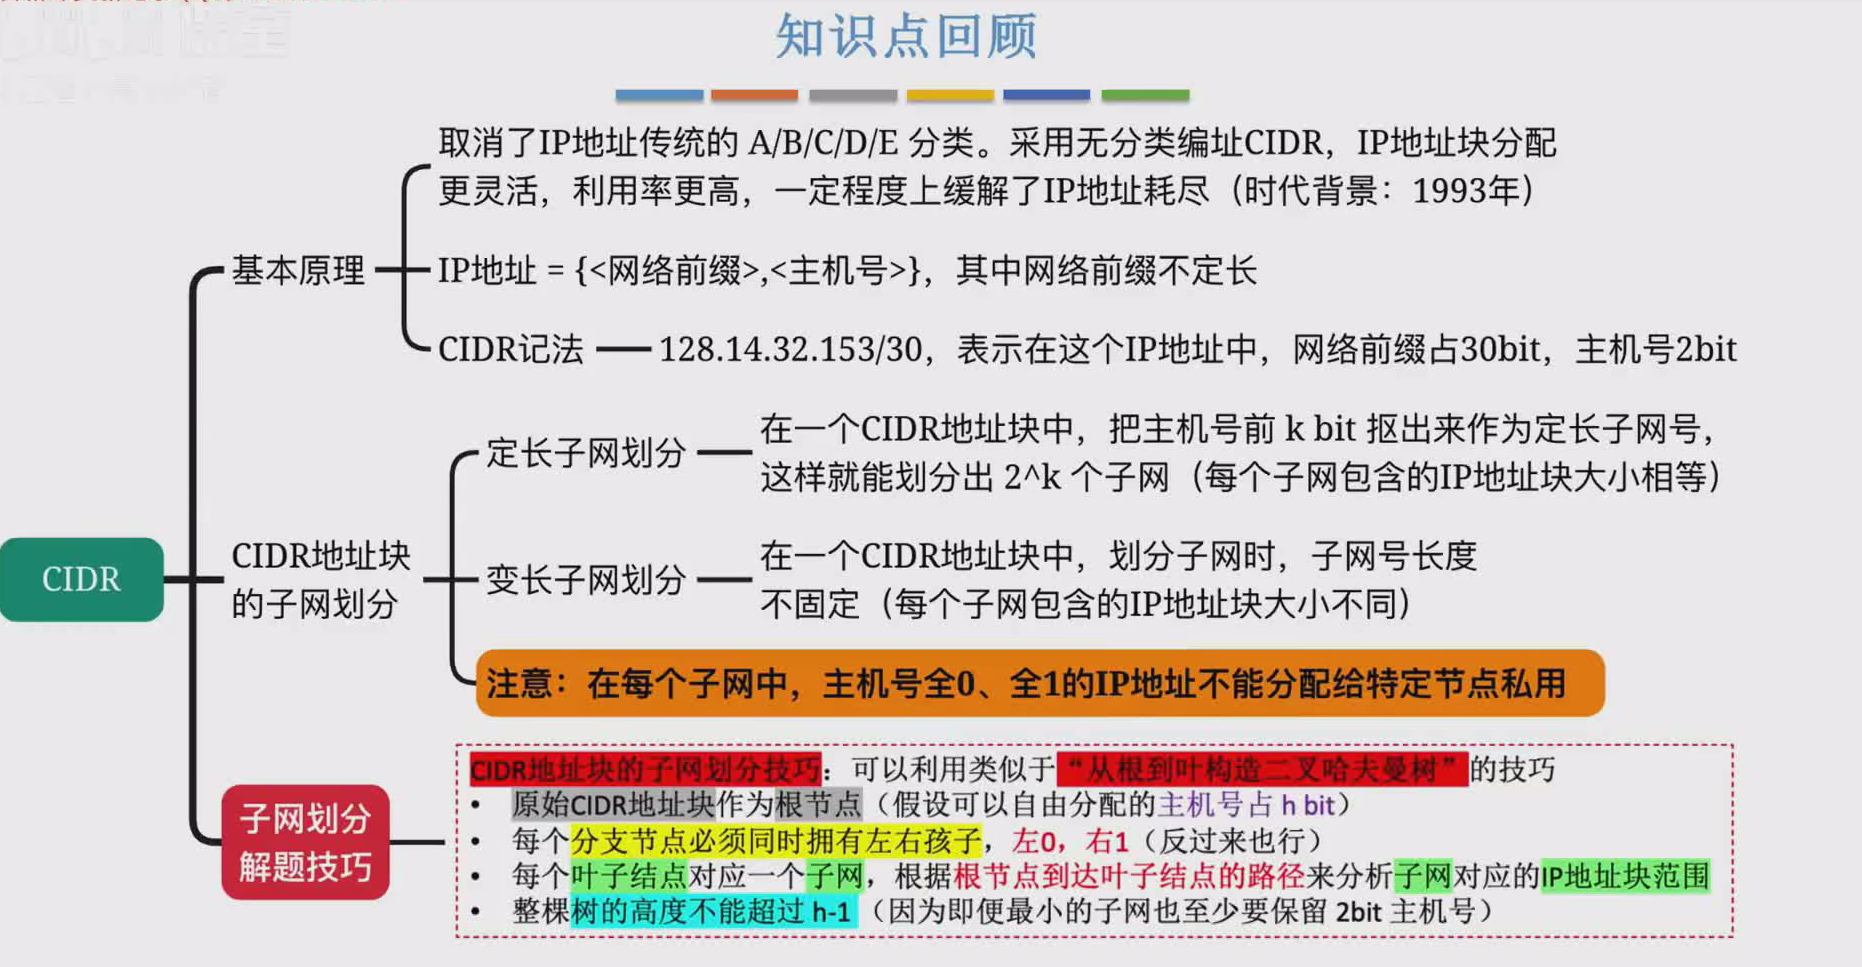 知识点回顾
取消了IP地址传统的 A/B/C/D/E 分类。采用无分类编址CIDR，IP地址块分配
更灵活，利用率更高，一定程度上缓解了IP地址耗尽（时代背景：1993年）
基本原理
IP地址 = {<网络前缀>,<主机号>}，其中网络前缀不定长
CIDR记法
128.14.32.153/30，表示在这个IP地址中，网络前缀占30bit，主机号2bit
CIDR
CIDR地址块
的子网划分
定长子网划分
在一个CIDR地址块中，把主机号前 k bit 抠出来作为定长子网号，
这样就能划分出 2^k 个子网（每个子网包含的IP地址块大小相等）
变长子网划分
在一个CIDR地址块中，划分子网时，子网号长度
不固定（每个子网包含的IP地址块大小不同）
注意：在每个子网中，主机号全0、全1的IP地址不能分配给特定节点私用
子网划分
解题技巧
CIDR地址块的子网划分技巧：可以利用类似于“从根到叶构造二叉哈夫曼树”的技巧
• 原始CIDR地址块作为根节点（假设可以自由分配的主机号占 h bit）
• 每个分支节点必须同时拥有左右孩子，左0，右1（反过来也行）
• 每个叶子结点对应一个子网，根据根节点到达叶子结点的路径来分析子网对应的IP地址块范围
• 整棵树的高度不能超过 h-1（因为即便最小的子网也至少要保留 2bit 主机号）